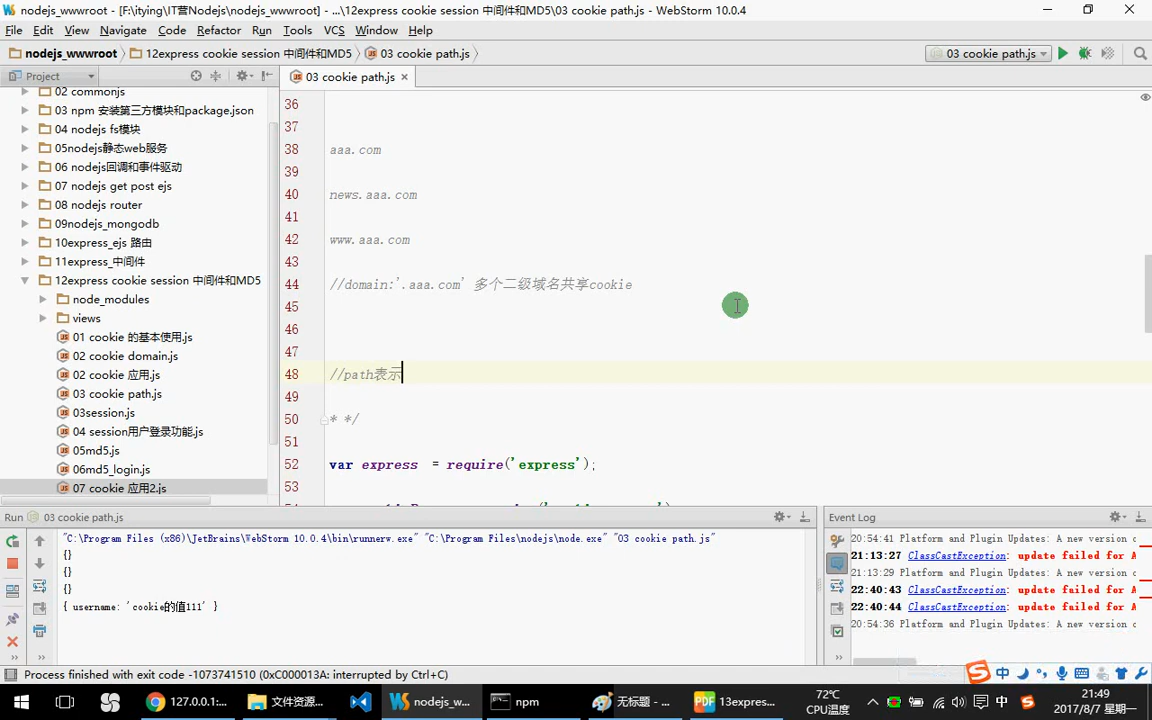 nodejs_wwwroot - [F:\itying\IT营Nodejs\nodejs_wwwroot] - ...\12express cookie session 中间件和MD5\03 cookie path.js - WebStorm 10.0.4
File Edit View Navigate Code Refactor Run Tools VCS Window Help
nodejs_wwwroot 12express cookie session 中间件和MD5 03 cookie path.js 03 cookie path.js
Project 03 cookie path.js
02 commonjs
03 npm 安装第三方模块和package.json
04 nodejs fs模块
05nodejs静态web服务
06 nodejs回调和事件驱动
07 nodejs get post ejs
08 nodejs router
09nodejs_mongodb
10express_ejs 路由
11express_中间件
12express cookie session 中间件和MD5
node_modules
views
01 cookie 的基本使用.js
02 cookie domain.js
02 cookie 应用.js
03 cookie path.js
03session.js
04 session用户登录功能.js
05md5.js
06md5_login.js
07 cookie 应用2.js
36
37
38 aaa.com
39
40 news.aaa.com
41
42 www.aaa.com
43
44 //domain:'.aaa.com' 多个二级域名共享cookie
45
46
47
48 //path表示
49
50 * */
51
52 var express = require('express');
53
Run 03 cookie path.js
"C:\Program Files (x86)\JetBrains\WebStorm 10.0.4\bin\runnerw.exe" "C:\Program Files\nodejs\node.exe" "03 cookie path.js"
{}
{}
{}
{ username: 'cookie的值111' }
Event Log
20:54:41 Platform and Plugin Updates: A new version
21:13:27 ClassCastException: update failed for A
21:13:29 Platform and Plugin Updates: A new version
22:40:43 ClassCastException: update failed for A
22:40:44 ClassCastException: update failed for A
20:54:36 Platform and Plugin Updates: A new version
Process finished with exit code -1073741510 (0xC000013A: interrupted by Ctrl+C)
中
127.0.0.1:... 文件资源... nodejs_w... npm 无标题 - ... 13expres...
72℃
CPU温度
中
21:49
2017/8/7 星期一